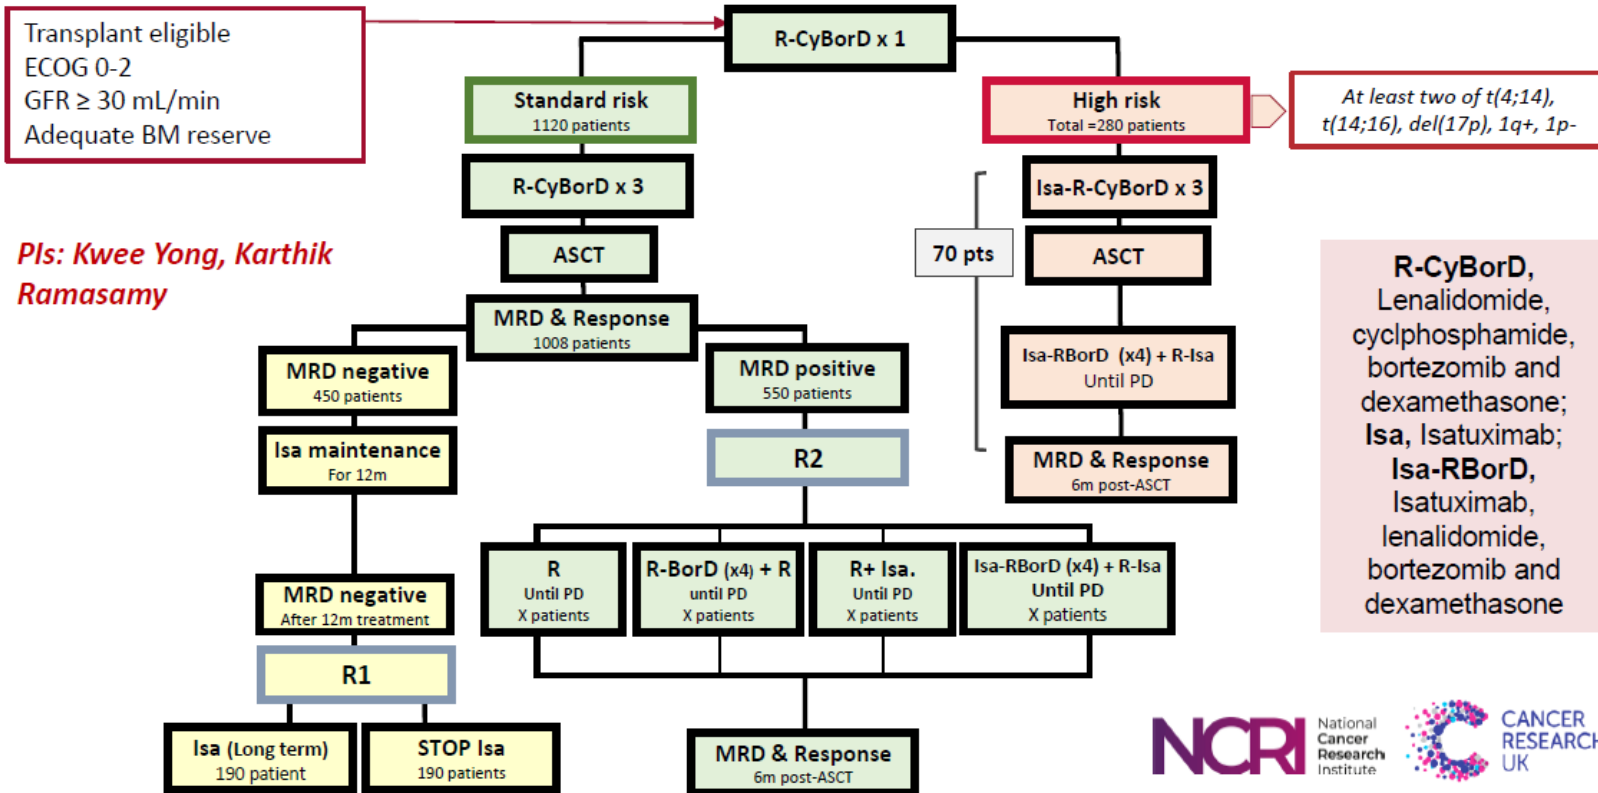 Transplant eligible
ECOG 0-2
GFR ≥ 30 mL/min
Adequate BM reserve
R-CyBorD x 1
Standard risk
1120 patients
High risk
Total =280 patients
At least two of t(4;14),
t(14;16), del(17p), 1q+, 1p-
R-CyBorD x 3
Isa-R-CyBorD x 3
PIs: Kwee Yong, Karthik
Ramasamy
ASCT
70 pts
ASCT
MRD & Response
1008 patients
MRD negative
450 patients
MRD positive
550 patients
Isa-RBorD (x4) + R-Isa
Until PD
Isa maintenance
For 12m
R2
MRD & Response
6m post-ASCT
R
Until PD
X patients
R-BorD (x4) + R
until PD
X patients
R+ Isa.
Until PD
X patients
Isa-RBorD (x4) + R-Isa
Until PD
X patients
MRD negative
After 12m treatment
R1
Isa (Long term)
190 patient
STOP Isa
190 patients
MRD & Response
6m post-ASCT
R-CyBorD,
Lenalidomide,
cyclphosphamide,
bortezomib and
dexamethasone;
Isa, Isatuximab;
Isa-RBorD,
Isatuximab,
lenalidomide,
bortezomib and
dexamethasone
NCRI
National
Cancer
Research
Institute
CANCER
RESEARCH
UK